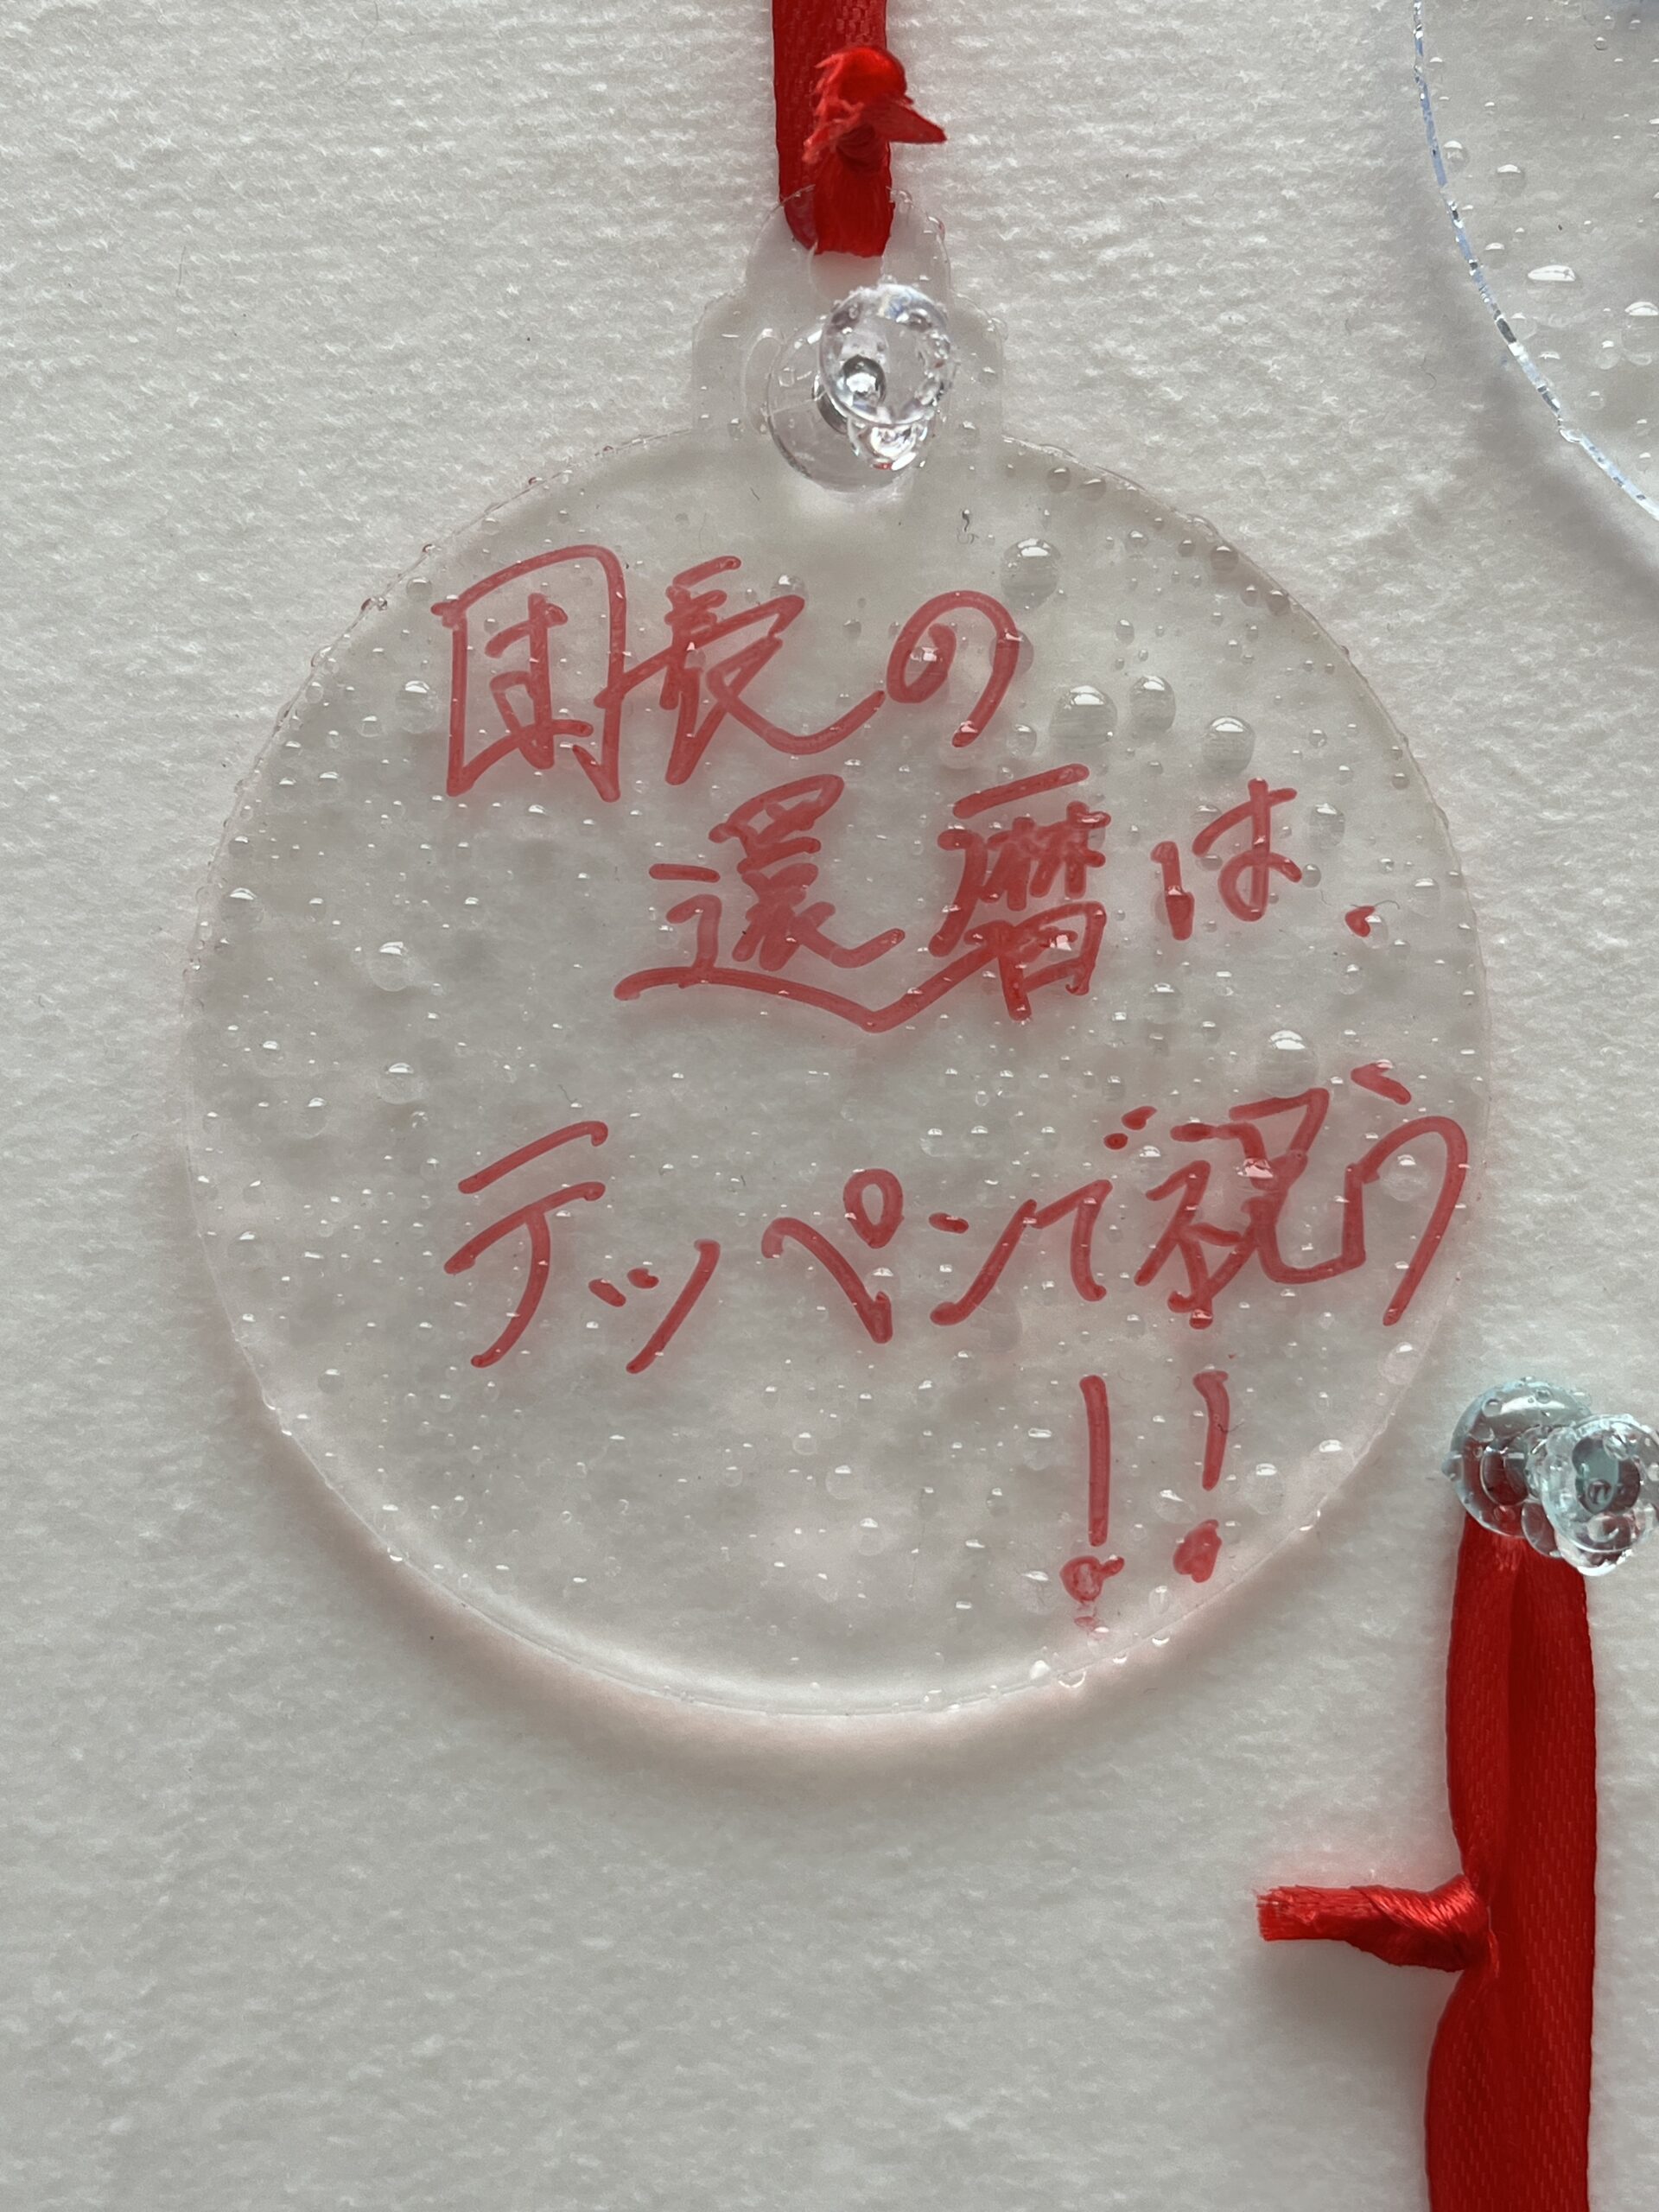 団長の
還暦は、
テッペンで祝う
!!